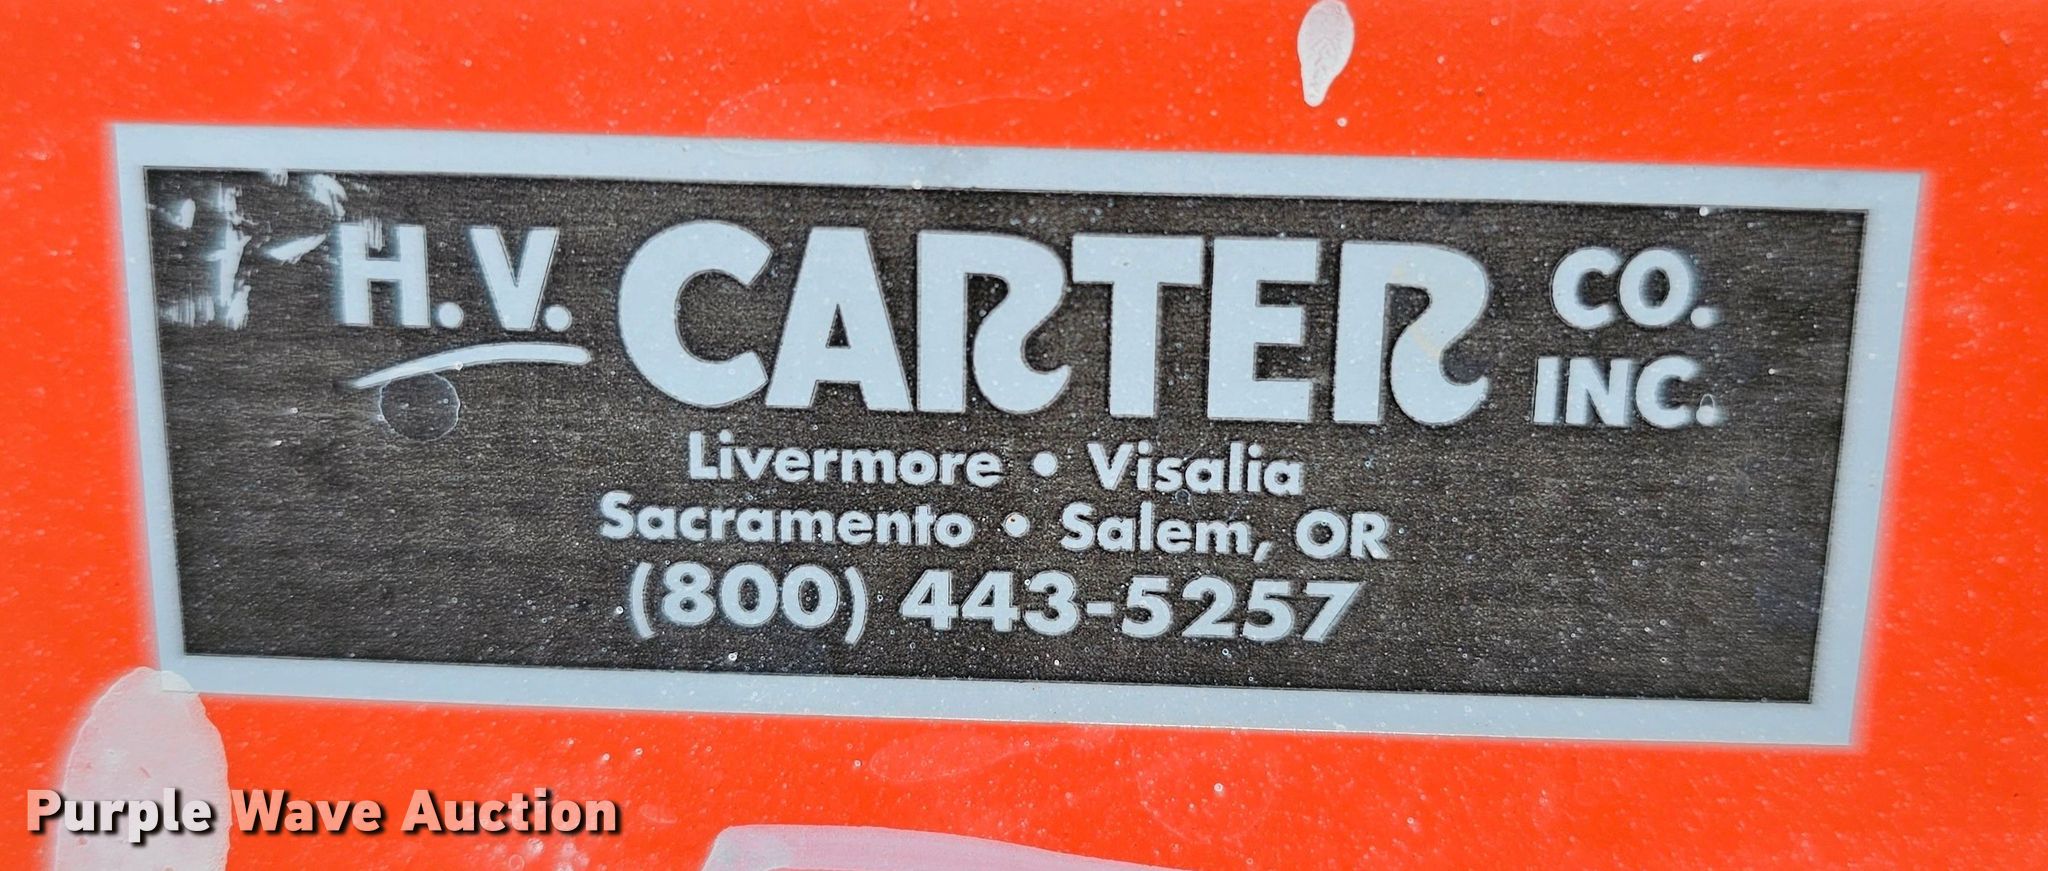 H.V. CARTER CO. INC.
Livermore • Visalia
Sacramento • Salem, OR
(800) 443-5257
Purple Wave Auction